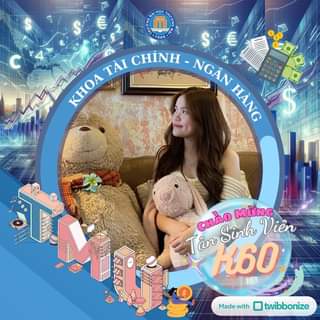 KHOA TÀI CHÍNH - NGÂN HÀNG
TMU
CHÀO MỪNG
Tân Sinh Viên
K60
Made with twibbonize